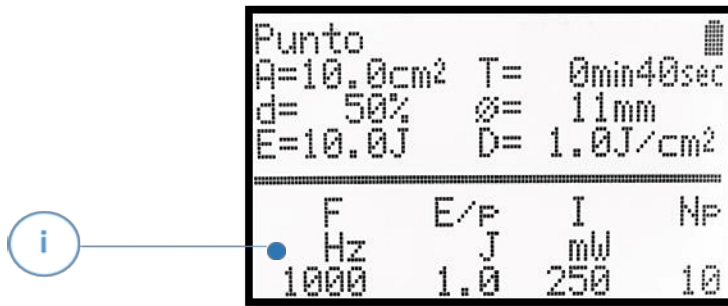 Punto
A=10.0cm² T= 0min40sec
d= 50% ø= 11mm
E=10.0J D= 1.0J/cm²
F E/p I Np
Hz J mW
1000 1.0 250 10
i